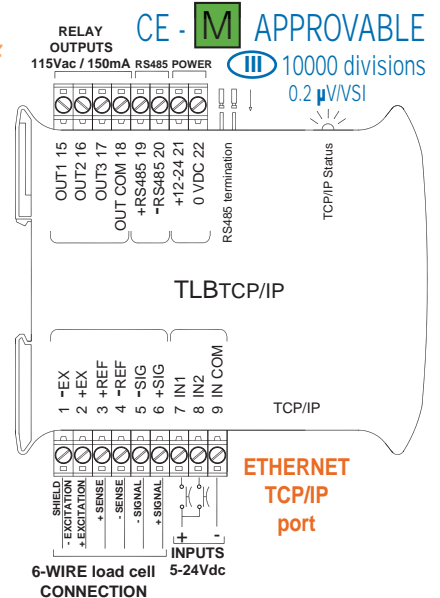 CE - M APPROVABLE
III 10000 divisions
0.2 µV/VSI
RELAY
OUTPUTS
115Vac / 150mA
RS485
POWER
OUT1 15
OUT2 16
OUT3 17
OUT COM 18
+RS485 19
-RS485 20
+12-24 21
0 VDC 22
RS485 termination
TCP/IP Status
TLBTCP/IP
1 -EX
2 +EX
3 +REF
4 -REF
5 -SIG
6 +SIG
7 IN1
8 IN2
9 IN COM
TCP/IP
SHIELD
- EXCITATION
+ EXCITATION
+ SENSE
- SENSE
- SIGNAL
+ SIGNAL
+ -
INPUTS
5-24Vdc
6-WIRE load cell
CONNECTION
ETHERNET
TCP/IP
port